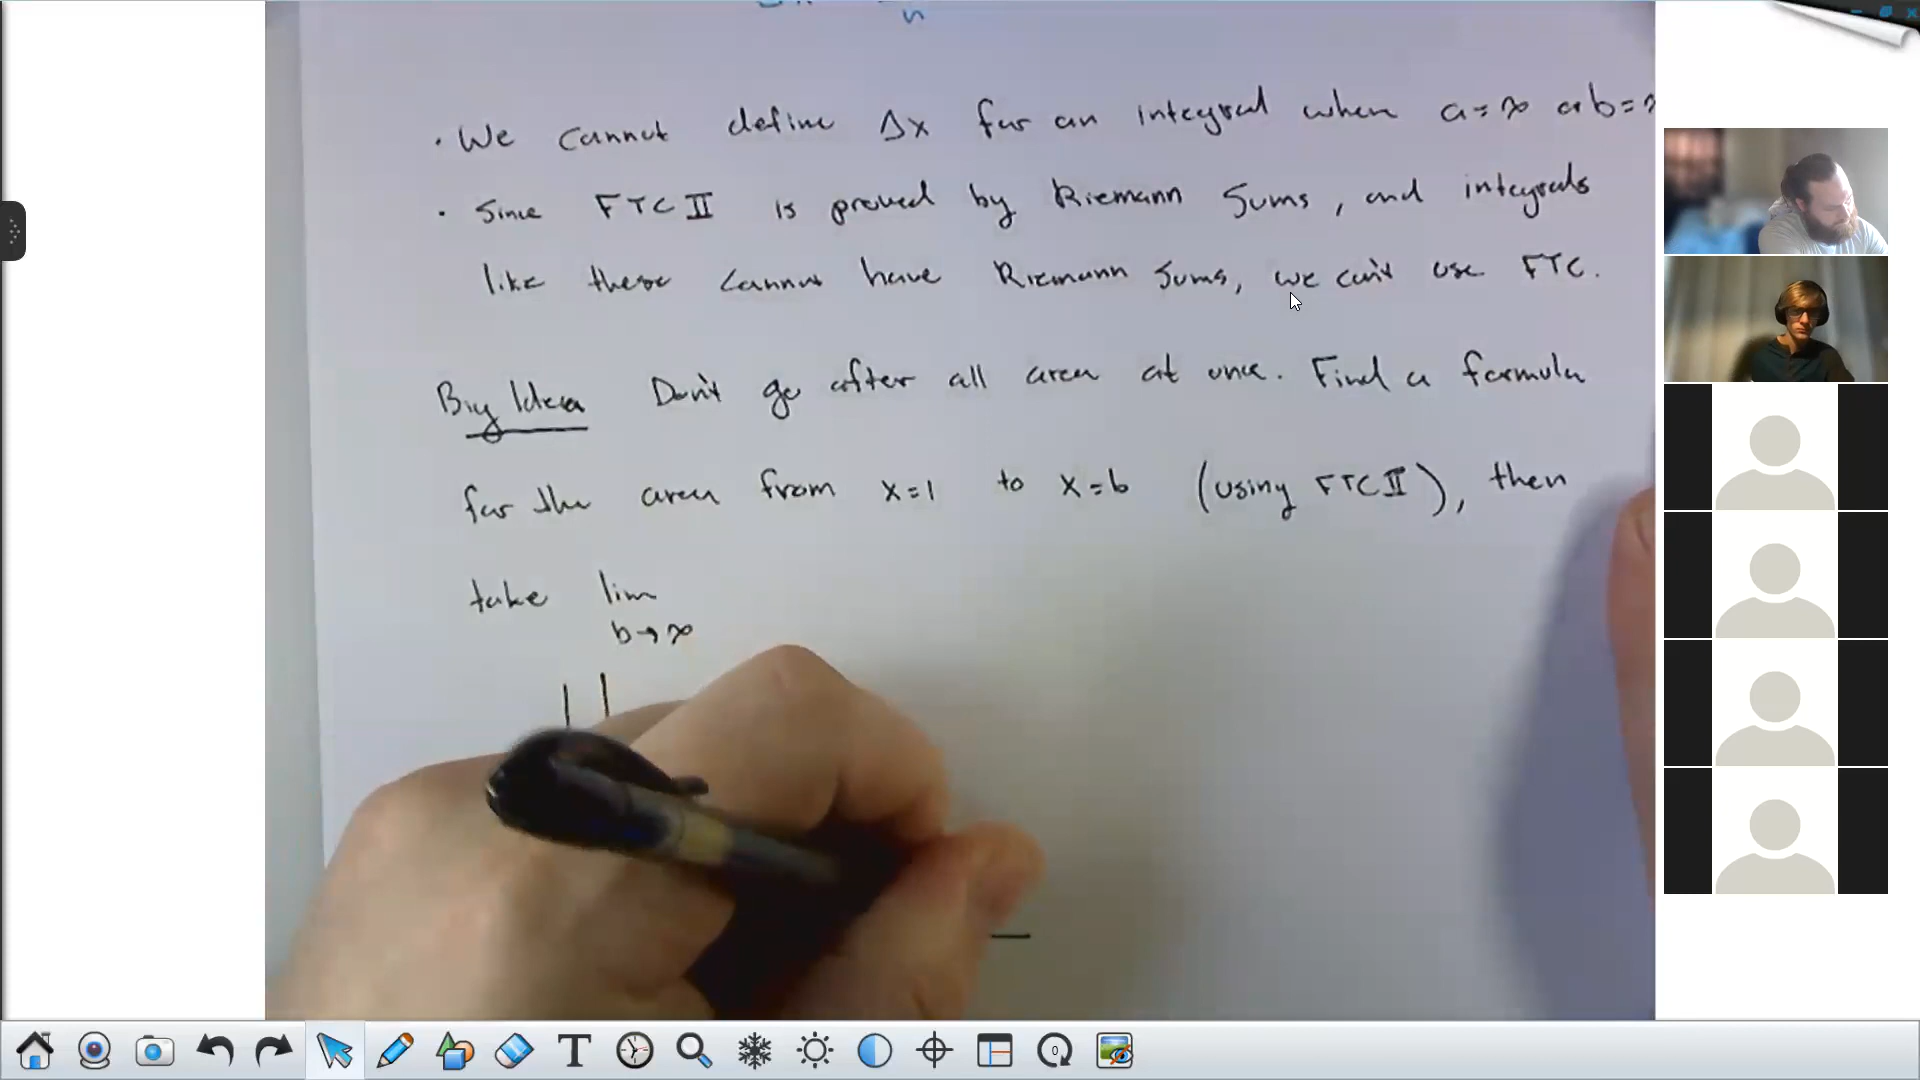 n
· We cannot define Δx for an integral when a=∞ or b=∞
· Since FTC II is proved by Riemann Sums, and integrals
like these cannot have Riemann Sums, we can't use FTC.
Big Idea Don't go after all area at once. Find a formula
for the area from x=1 to x=b (using FTC II), then
take lim
b→∞
T
0